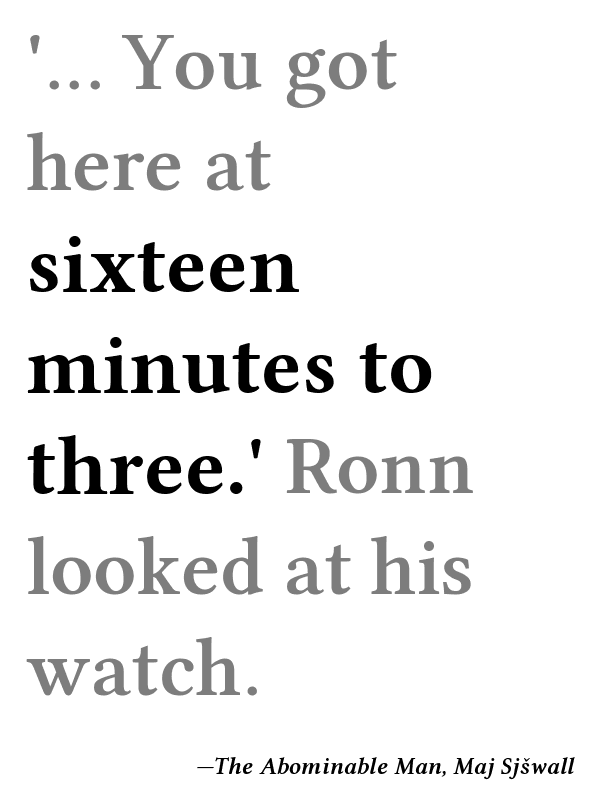 '... You got
here at
sixteen
minutes to
three.' Ronn
looked at his
watch.
—The Abominable Man, Maj Sjšwall